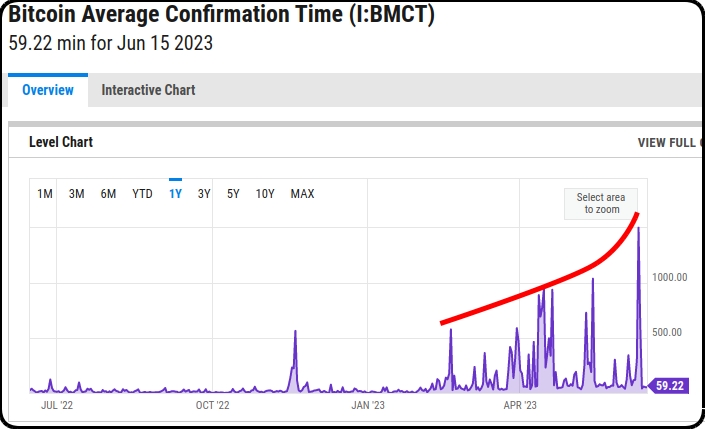 Bitcoin Average Confirmation Time (I:BMCT)
59.22 min for Jun 15 2023
Overview Interactive Chart
Level Chart VIEW FULL
1M 3M 6M YTD 1Y 3Y 5Y 10Y MAX
Select area
to zoom
1000.00
500.00
59.22
JUL '22 OCT '22 JAN '23 APR '23